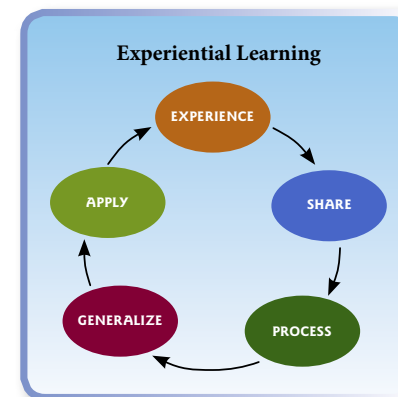 Experiential Learning
EXPERIENCE
SHARE
PROCESS
GENERALIZE
APPLY